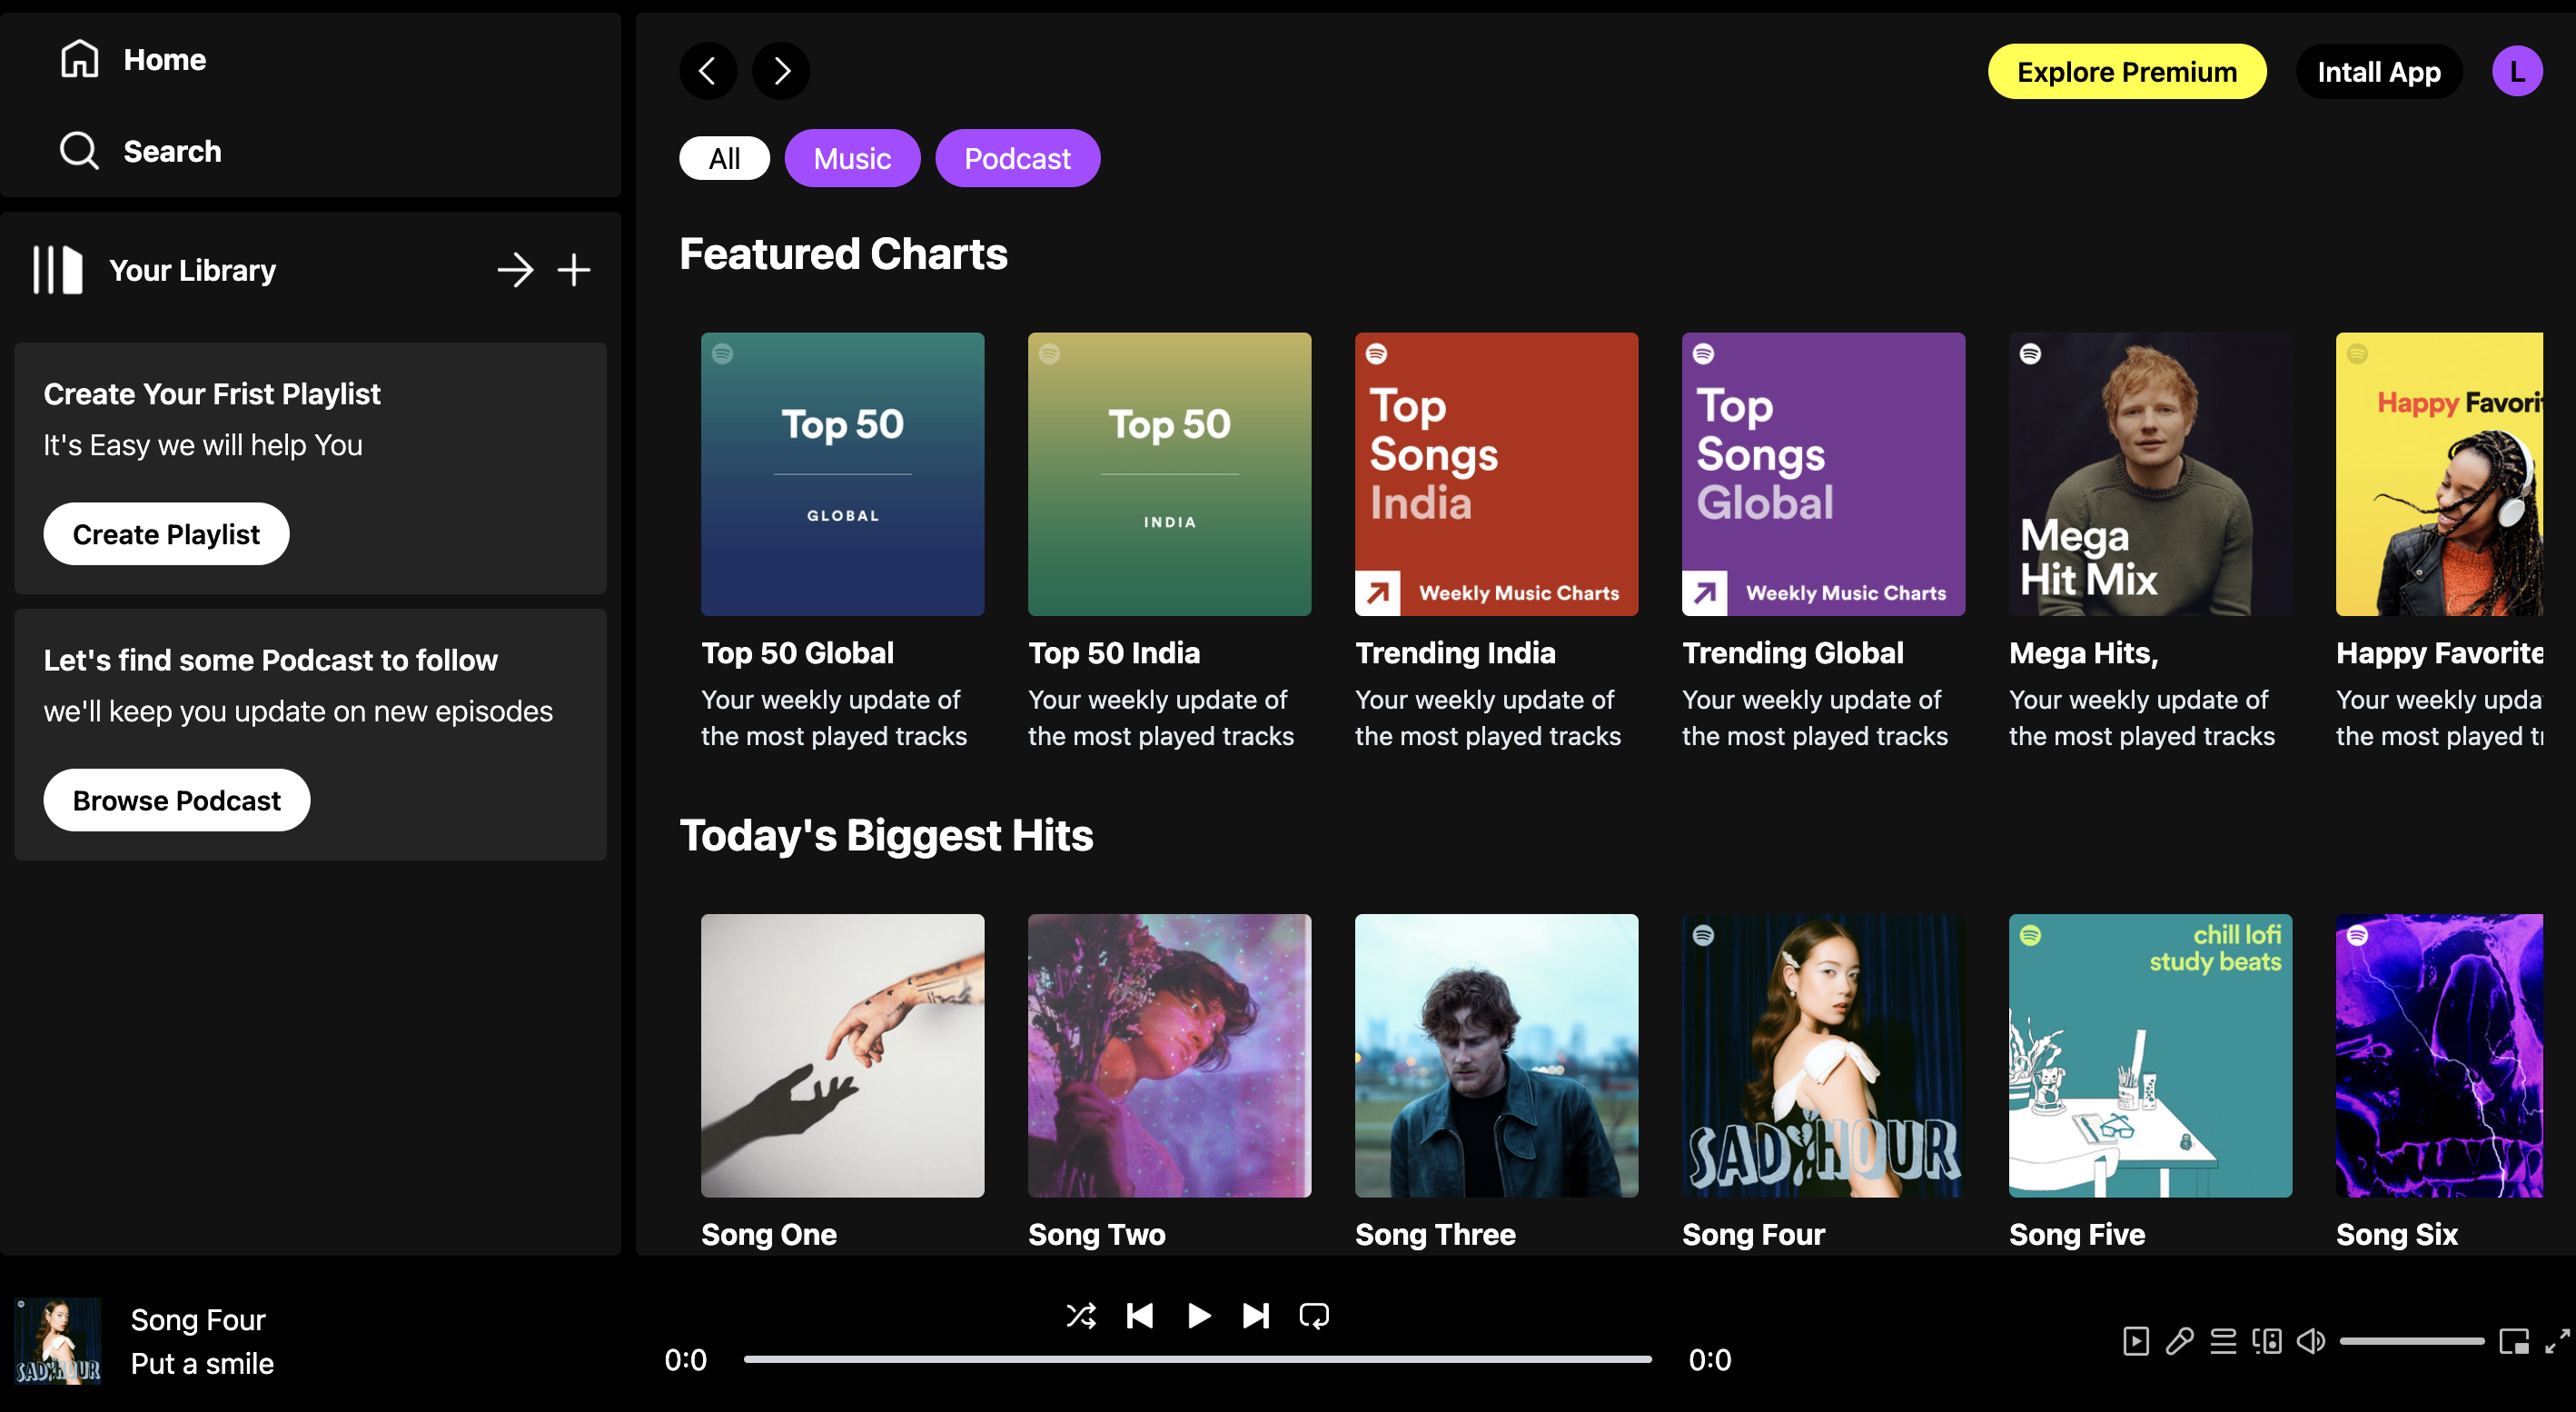 Home
Search
Your Library
Create Your Frist Playlist
It's Easy we will help You
Create Playlist
Let's find some Podcast to follow
we'll keep you update on new episodes
Browse Podcast
Explore Premium
Intall App
L
All
Music
Podcast
Featured Charts
Top 50
GLOBAL
Top 50 Global
Your weekly update of
the most played tracks
Top 50
INDIA
Top 50 India
Your weekly update of
the most played tracks
Top
Songs
India
Weekly Music Charts
Trending India
Your weekly update of
the most played tracks
Top
Songs
Global
Weekly Music Charts
Trending Global
Your weekly update of
the most played tracks
Mega
Hit Mix
Mega Hits,
Your weekly update of
the most played tracks
Happy Favorit
Happy Favorite
Your weekly upda
the most played
Today's Biggest Hits
Song One
Song Two
Song Three
SAD HOUR
Song Four
chill lofi
study beats
Song Five
Song Six
SAD HOUR
Song Four
Put a smile
0:0
0:0